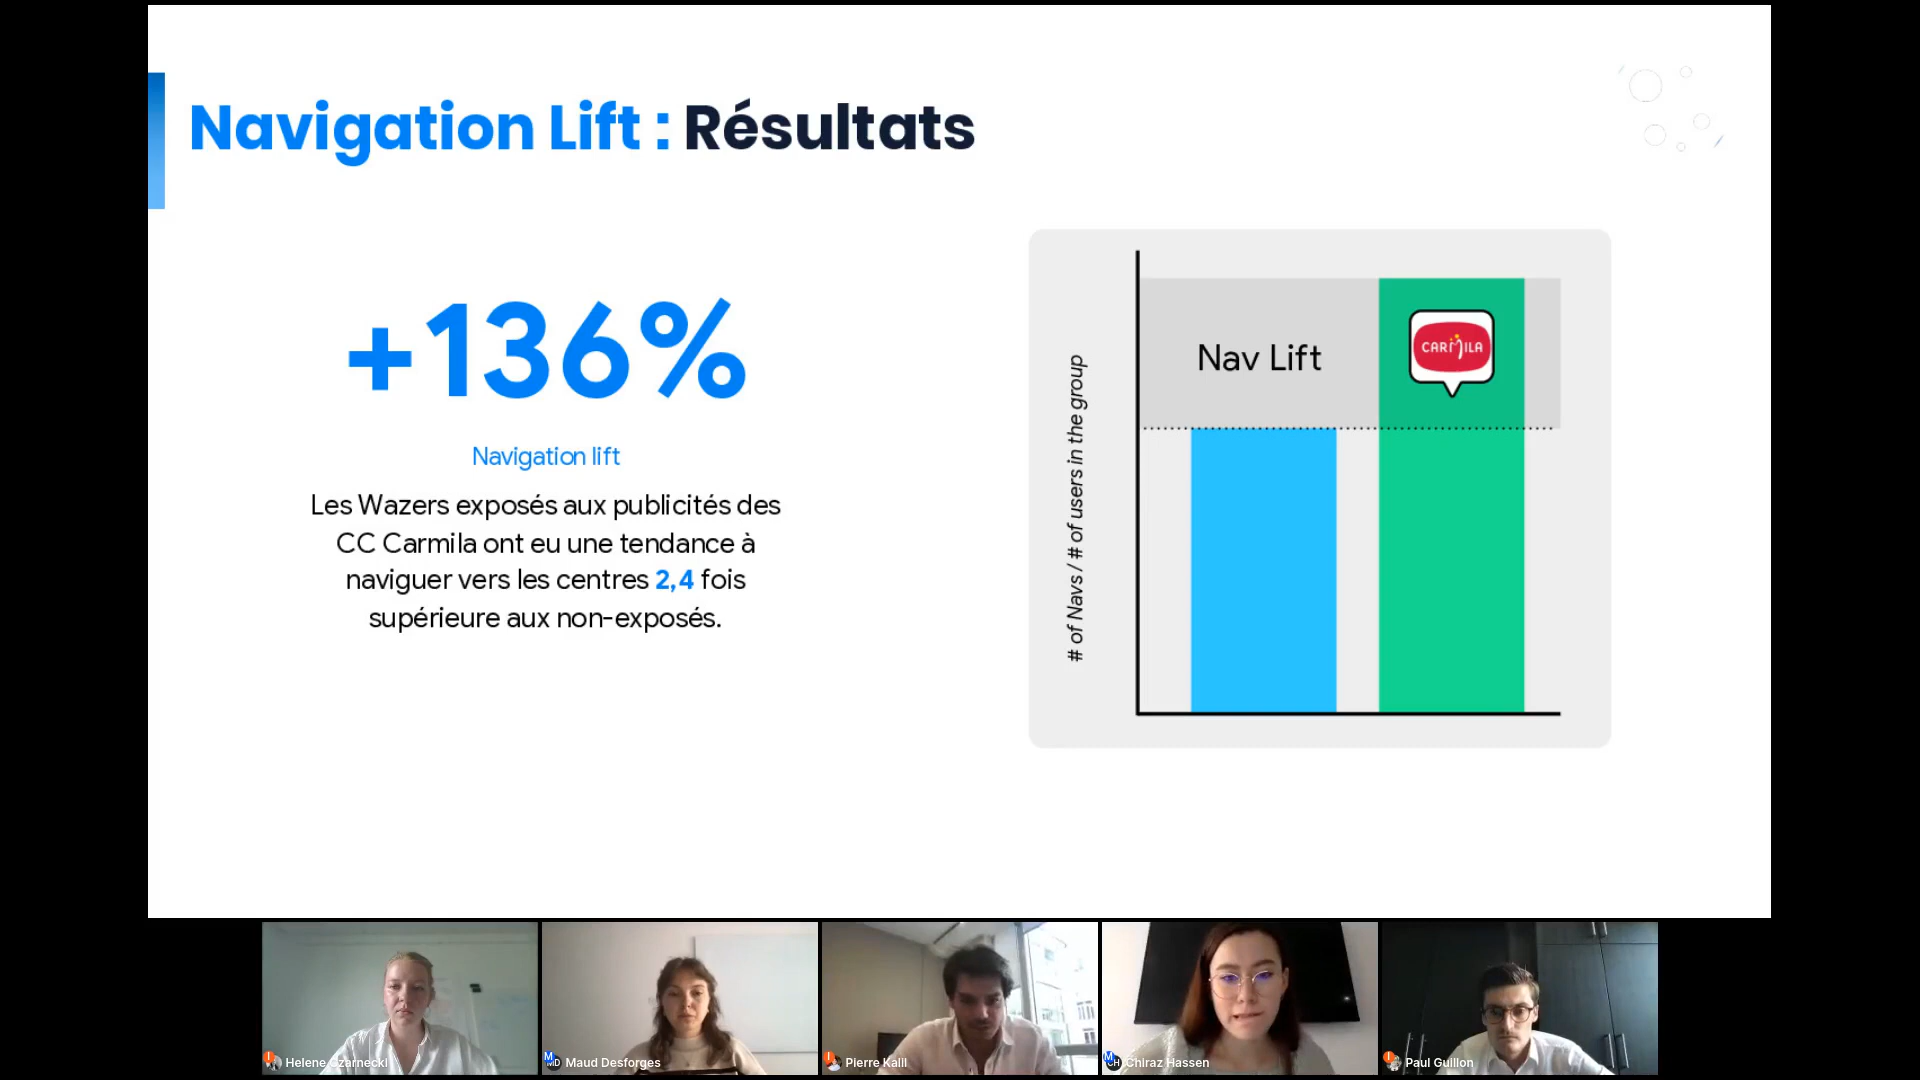 Navigation Lift : Résultats
+136%
Navigation lift
Les Wazers exposés aux publicités des
CC Carmila ont eu une tendance à
naviguer vers les centres 2,4 fois
supérieure aux non-exposés.
# of Navs / # of users in the group
Nav Lift
CARMILA
Helene Czarnecki
M
MD
Maud Desforges
Pierre Kalil
M
CH
Chiraz Hassen
Paul Guillon